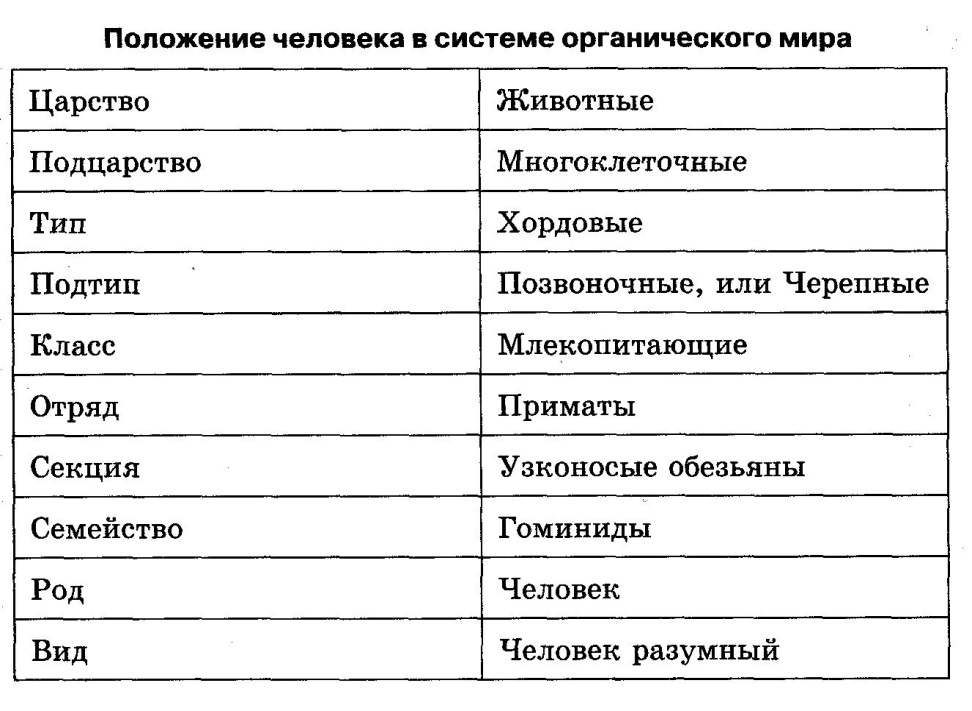 Положение человека в системе органического мира
Царство Животные
Подцарство Многоклеточные
Тип Хордовые
Подтип Позвоночные, или Черепные
Класс Млекопитающие
Отряд Приматы
Секция Узконосые обезьяны
Семейство Гоминиды
Род Человек
Вид Человек разумный